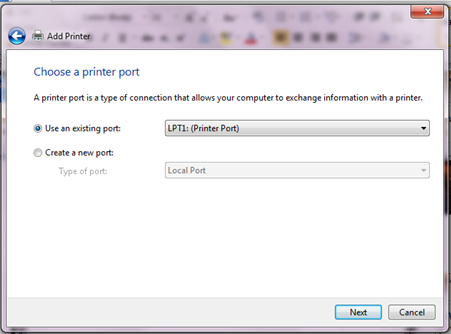 Add Printer
Choose a printer port
A printer port is a type of connection that allows your computer to exchange information with a printer.
Use an existing port: LPT1: (Printer Port)
Create a new port:
Type of port: Local Port
Next Cancel